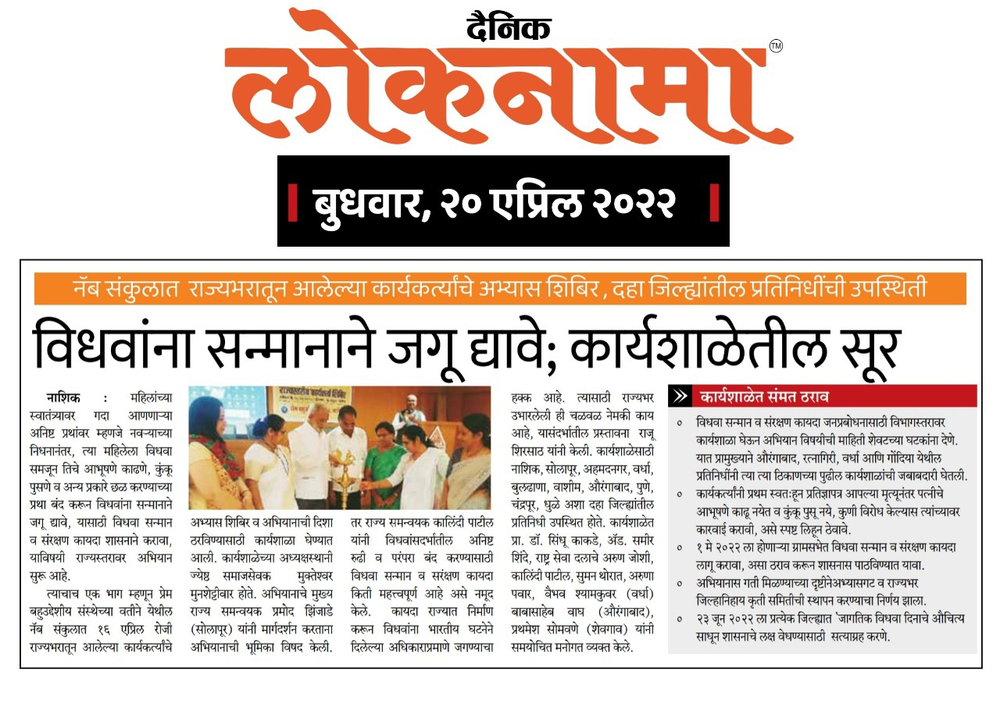 दैनिक
लोकनामा
TM
बुधवार, २० एप्रिल २०२२
नॅब संकुलात राज्यभरातून आलेल्या कार्यकर्त्यांचे अभ्यास शिबिर , दहा जिल्ह्यांतील प्रतिनिधींची उपस्थिती
विधवांना सन्मानाने जगू द्यावे; कार्यशाळेतील सूर
नाशिक : महिलांच्या
स्वातंत्र्यावर गदा आणणाऱ्या
अनिष्ट प्रथांवर म्हणजे नवऱ्याच्या
निधनानंतर, त्या महिलेला विधवा
समजून तिचे आभूषणे काढणे, कुंकू
पुसणे व अन्य प्रकारे छळ करण्याच्या
प्रथा बंद करून विधवांना सन्मानाने
जगू द्यावे, यासाठी विधवा सन्मान
व संरक्षण कायदा शासनाने करावा,
याविषयी राज्यस्तरावर अभियान
सुरू आहे.
त्याचाच एक भाग म्हणून प्रेम
बहुउद्देशीय संस्थेच्या वतीने येथील
नॅब संकुलात १६ एप्रिल रोजी
राज्यभरातून आलेल्या कार्यकर्त्यांचे
राज्यस्तरीय कार्यकर्ता शिबिर
अभ्यास शिबिर व अभियानाची दिशा
ठरविण्यासाठी कार्यशाळा घेण्यात
आली. कार्यशाळेच्या अध्यक्षस्थानी
ज्येष्ठ समाजसेवक मुक्तेश्वर
मुनशेट्टीवार होते. अभियानाचे मुख्य
राज्य समन्वयक प्रमोद झिंजाडे
(सोलापूर) यांनी मार्गदर्शन करताना
अभियानाची भूमिका विषद केली.
तर राज्य समन्वयक कालिंदी पाटील
यांनी विधवांसदर्भातील अनिष्ट
रुढी व परंपरा बंद करण्यासाठी
विधवा सन्मान व सरंक्षण कायदा
किती महत्त्वपूर्ण आहे असे नमूद
केले. कायदा राज्यात निर्माण
करून विधवांना भारतीय घटनेने
दिलेल्या अधिकाराप्रमाणे जगण्याचा
हक्क आहे. त्यासाठी राज्यभर
उभारलेली ही चळवळ नेमकी काय
आहे, यासंदर्भातील प्रस्तावना राजू
शिरसाठ यांनी केली. कार्यशाळेसाठी
नाशिक, सोलापूर, अहमदनगर, वर्धा,
बुलढाणा, वाशीम, औरंगाबाद, पुणे,
चंद्रपूर, धुळे अशा दहा जिल्ह्यांतील
प्रतिनिधी उपस्थित होते. कार्यशाळेत
प्रा. डॉ. सिंधू काकडे, ॲड. समीर
शिंदे, राष्ट्र सेवा दलाचे अरुण जोशी,
कालिंदी पाटील, सुमन थोरात, अरुणा
पवार, वैभव श्यामकुवर (वर्धा)
बाबासाहेब वाघ (औरंगाबाद),
प्रथमेश सोमवणे (शेवगाव) यांनी
समयोचित मनोगत व्यक्त केले.
कार्यशाळेत संमत ठराव
० विधवा सन्मान व संरक्षण कायदा जनप्रबोधनासाठी विभागस्तरावर
कार्यशाळा घेऊन अभियान विषयीची माहिती शेवटच्या घटकांना देणे.
यात प्रामुख्याने औरंगाबाद, रत्नागिरी, वर्धा आणि गोंदिया येथील
प्रतिनिधींनी त्या त्या ठिकाणच्या पुढील कार्यशाळांची जबाबदारी घेतली.
० कार्यकर्त्यांनी प्रथम स्वतःहून प्रतिज्ञापत्र आपल्या मृत्यूनंतर पत्नीचे
आभूषणे काढू नयेत व कुंकू पुसू नये, कुणी विरोध केल्यास त्यांच्यावर
कारवाई करावी, असे स्पष्ट लिहून ठेवावे.
० १ मे २०२२ ला होणाऱ्या ग्रामसभेत विधवा सन्मान व संरक्षण कायदा
लागू करावा, असा ठराव करून शासनास पाठविण्यात यावा.
० अभियानास गती मिळण्याच्या दृष्टीनेअभ्यासगट व राज्यभर
जिल्हानिहाय कृती समितीची स्थापन करण्याचा निर्णय झाला.
० २३ जून २०२२ ला प्रत्येक जिल्ह्यात 'जागतिक विधवा दिनाचे औचित्य
साधून शासनाचे लक्ष वेधण्यासाठी सत्याग्रह करणे.